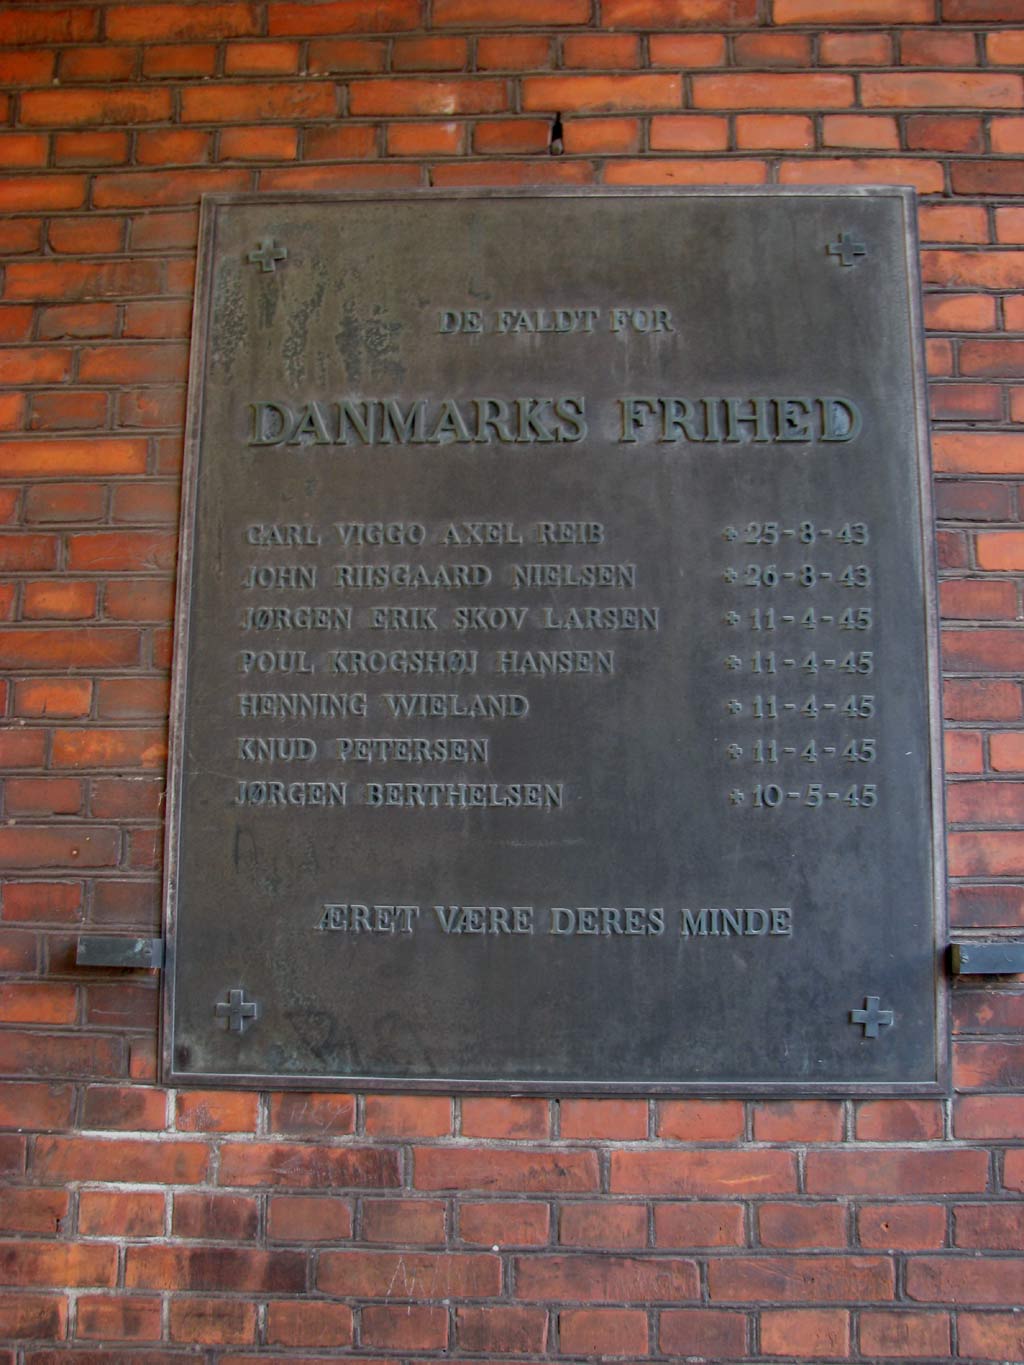 DE FALDT FOR
DANMARKS FRIHED
CARL VIGGO AXEL REIB +25-8-43
JOHN RIISGAARD NIELSEN +26-8-43
JØRGEN ERIK SKOV LARSEN +11-4-45
POUL KROGSHØJ HANSEN +11-4-45
HENNING WIELAND +11-4-45
KNUD PETERSEN +11-4-45
JØRGEN BERTHELSEN +10-5-45
ÆRET VÆRE DERES MINDE